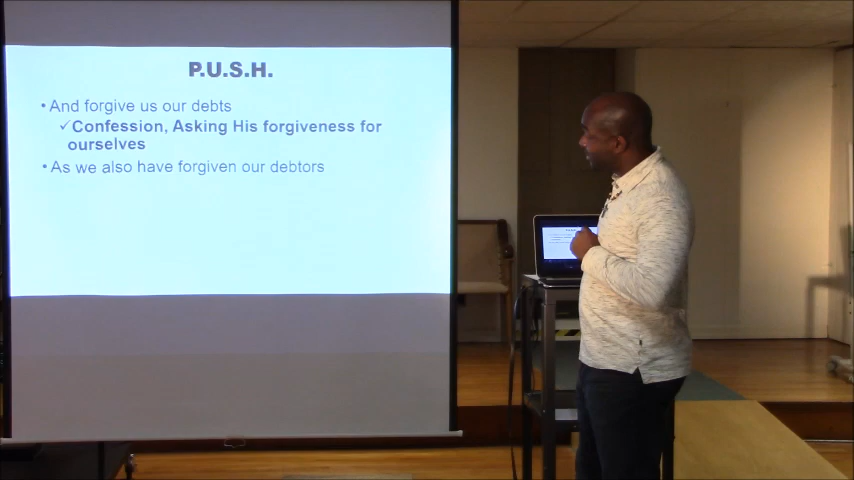 P.U.S.H.
• And forgive us our debts
✓Confession, Asking His forgiveness for
ourselves
• As we also have forgiven our debtors